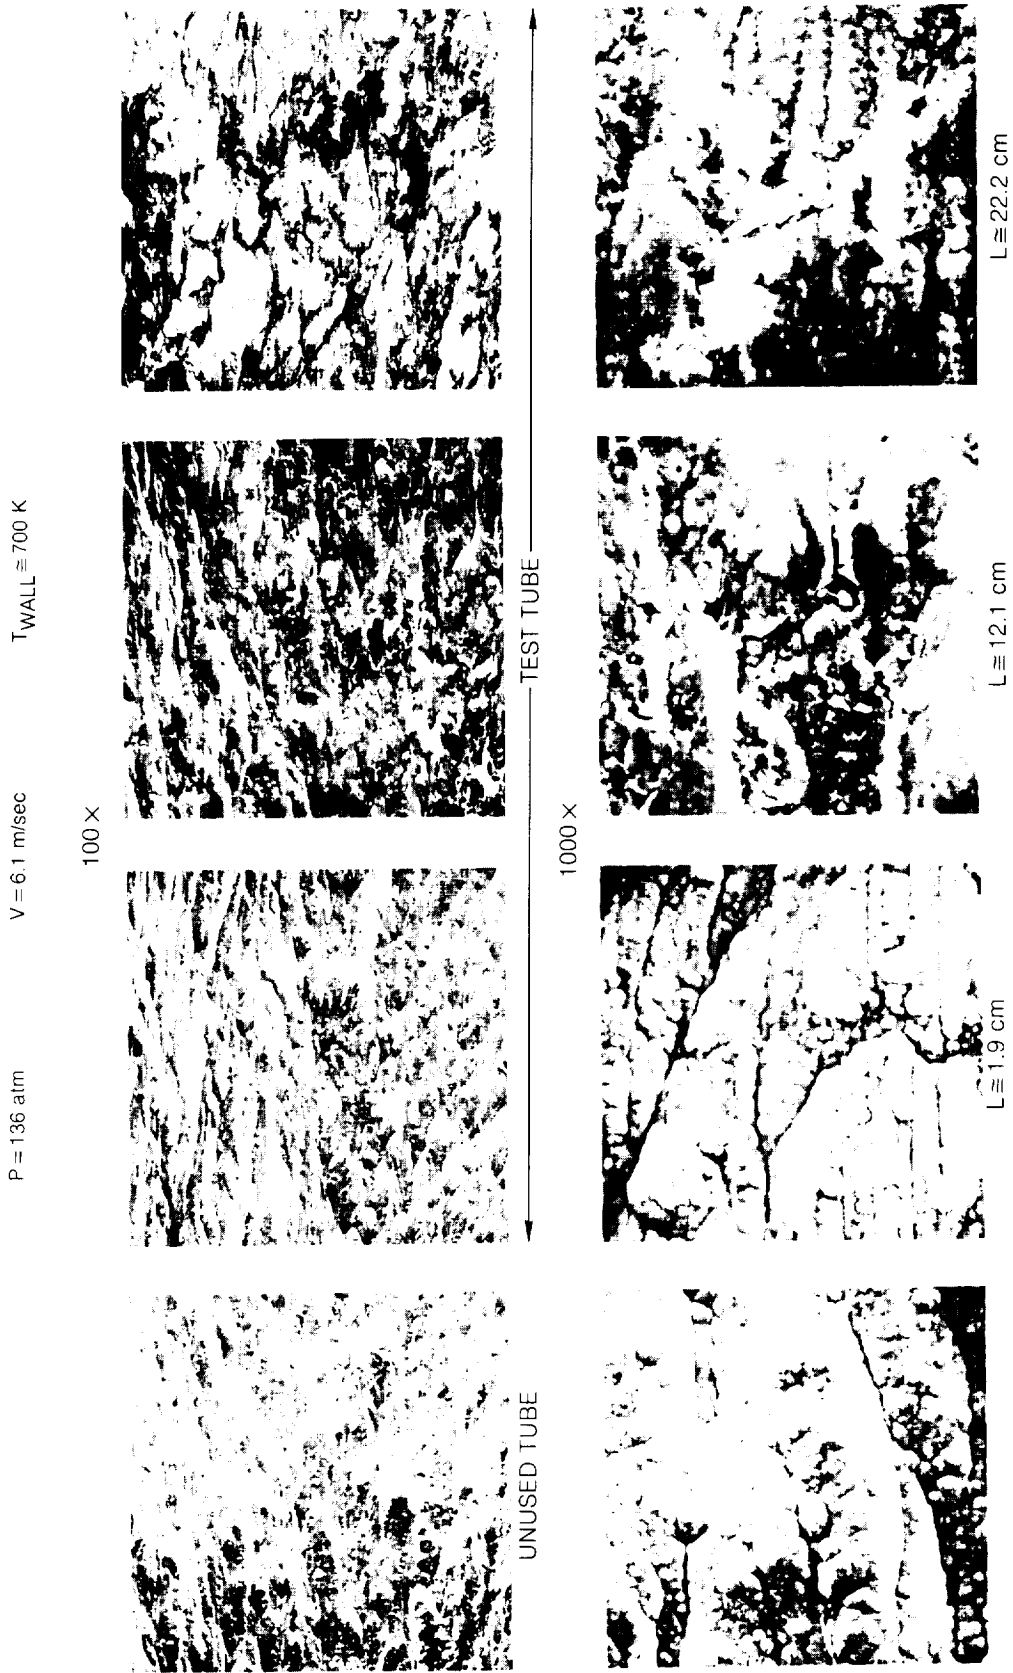 P = 136 atm V = 6.1 m/sec TWALL ≅ 700 K
100 ×
UNUSED TUBE TEST TUBE
1000 ×
L ≅ 1.9 cm L ≅ 12.1 cm L ≅ 22.2 cm